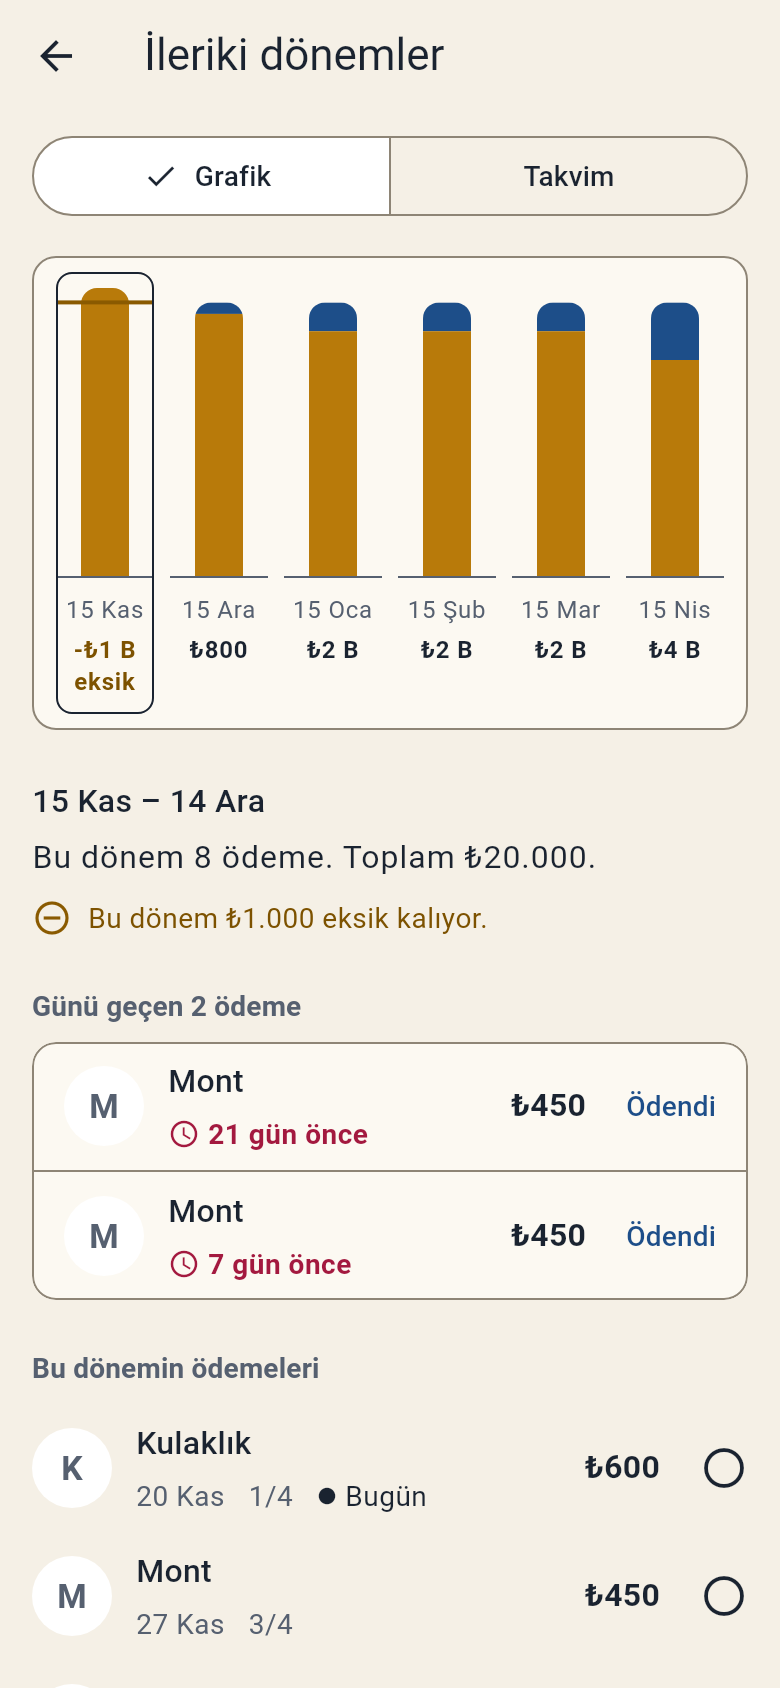 İleriki dönemler
Grafik
Takvim
15 Kas
-₺1 B
eksik
15 Ara
₺800
15 Oca
₺2 B
15 Şub
₺2 B
15 Mar
₺2 B
15 Nis
₺4 B
15 Kas – 14 Ara
Bu dönem 8 ödeme. Toplam ₺20.000.
Bu dönem ₺1.000 eksik kalıyor.
Günü geçen 2 ödeme
M
Mont
21 gün önce
₺450
Ödendi
M
Mont
7 gün önce
₺450
Ödendi
Bu dönemin ödemeleri
K
Kulaklık
20 Kas 1/4 Bugün
₺600
M
Mont
27 Kas 3/4
₺450